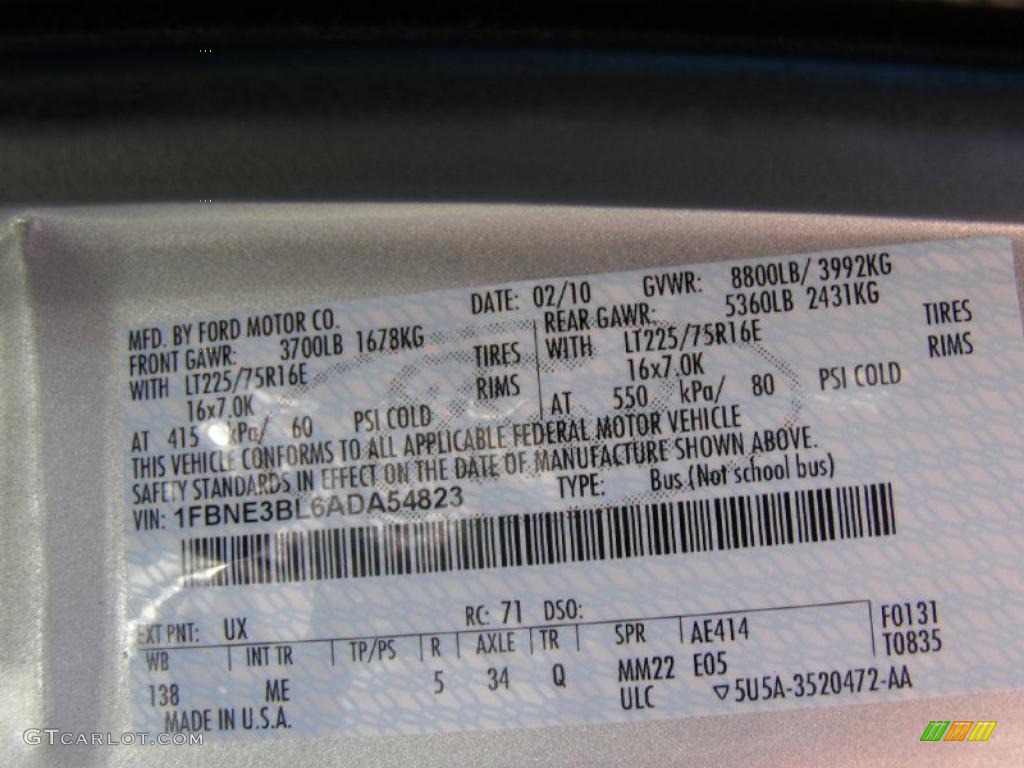 MFD. BY FORD MOTOR CO. DATE: 02/10 GVWR: 8800LB/ 3992KG
FRONT GAWR: 3700LB 1678KG REAR GAWR: 5360LB 2431KG
WITH LT225/75R16E TIRES WITH LT225/75R16E TIRES
16x7.0K RIMS 16x7.0K RIMS
AT 415 kPa/ 60 PSI COLD AT 550 kPa/ 80 PSI COLD
THIS VEHICLE CONFORMS TO ALL APPLICABLE FEDERAL MOTOR VEHICLE
SAFETY STANDARDS IN EFFECT ON THE DATE OF MANUFACTURE SHOWN ABOVE.
VIN: 1FBNE3BL6ADA54823 TYPE: Bus (Not school bus)
EXT PNT: UX RC: 71 DSO:
WB INT TR TP/PS R AXLE TR SPR AE414 F0131
T0835
138 ME 5 34 Q MM22 E05
ULC ▽5U5A-3520472-AA
MADE IN U.S.A.
GTCARLOT.COM